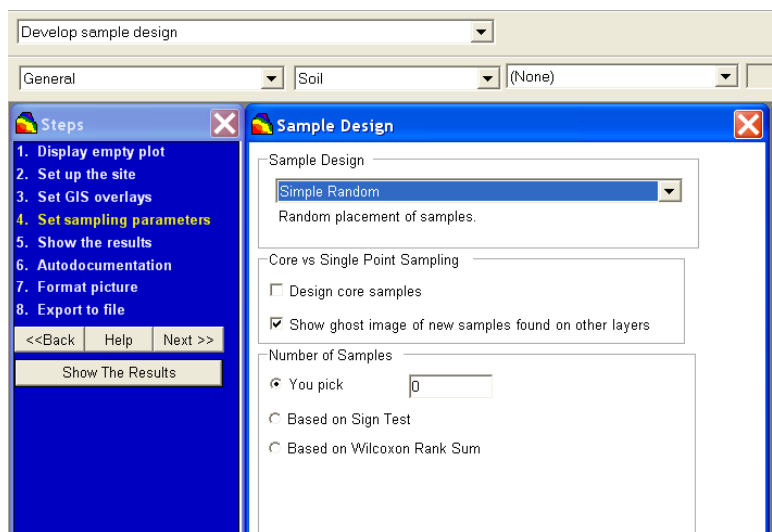 Develop sample design
General Soil (None)
Steps
1. Display empty plot
2. Set up the site
3. Set GIS overlays
4. Set sampling parameters
5. Show the results
6. Autodocumentation
7. Format picture
8. Export to file
<<Back Help Next >>
Show The Results
Sample Design
Sample Design
Simple Random
Random placement of samples.
Core vs Single Point Sampling
Design core samples
Show ghost image of new samples found on other layers
Number of Samples
You pick 0
Based on Sign Test
Based on Wilcoxon Rank Sum